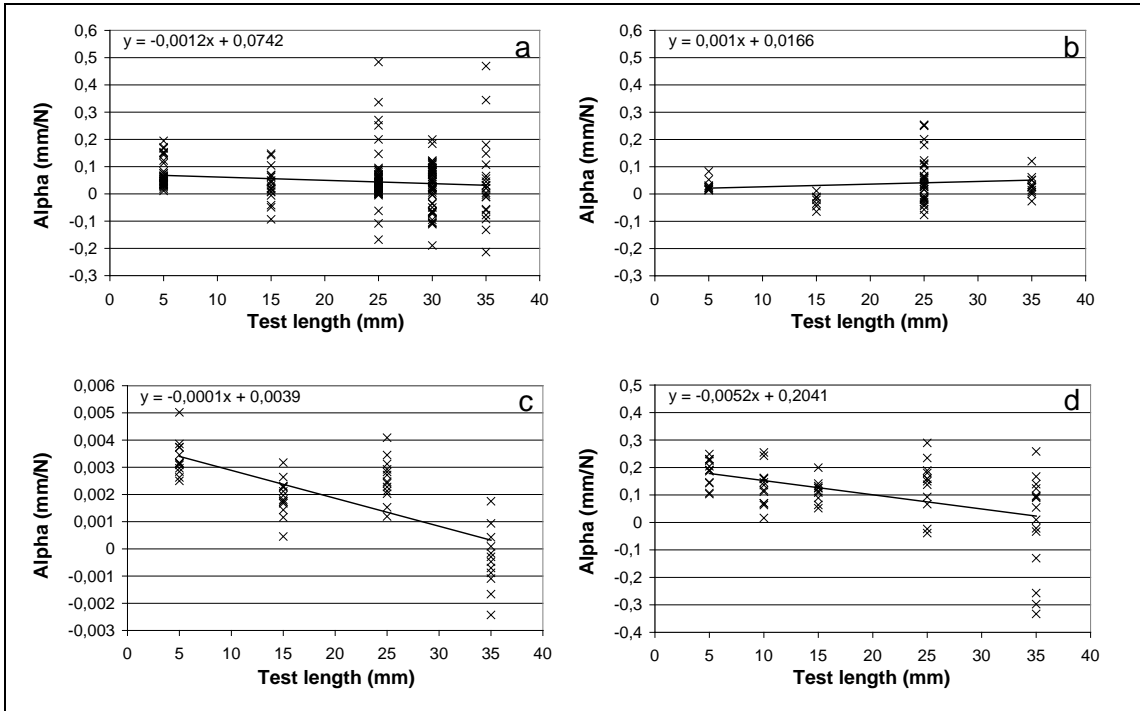 y = -0,0012x + 0,0742
a
0,6
0,5
0,4
0,3
0,2
0,1
0
-0,1
-0,2
-0,3
Alpha (mm/N)
0 5 10 15 20 25 30 35 40
Test length (mm)
y = 0,001x + 0,0166
b
0,6
0,5
0,4
0,3
0,2
0,1
0
-0,1
-0,2
-0,3
Alpha (mm/N)
0 5 10 15 20 25 30 35 40
Test length (mm)
y = -0,0001x + 0,0039
c
0,006
0,005
0,004
0,003
0,002
0,001
0
-0,001
-0,002
-0,003
Alpha (mm/N)
0 5 10 15 20 25 30 35 40
Test length (mm)
y = -0,0052x + 0,2041
d
0,5
0,4
0,3
0,2
0,1
0
-0,1
-0,2
-0,3
-0,4
Alpha (mm/N)
0 5 10 15 20 25 30 35 40
Test length (mm)